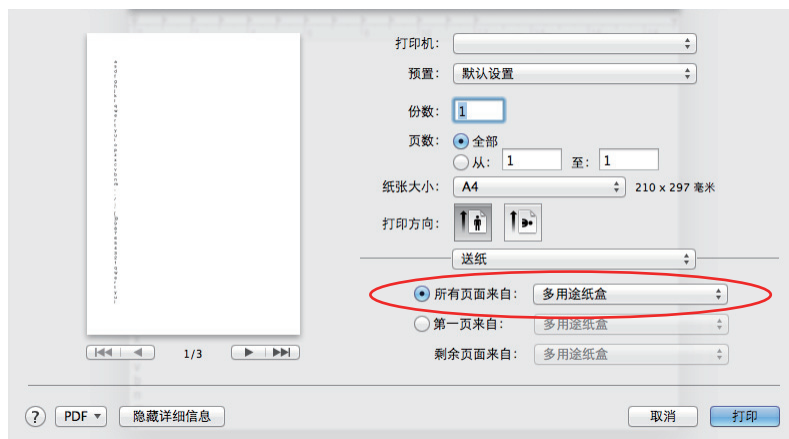 打印机：
预置： 默认设置
份数： 1
页数： 全部
从： 1 至： 1
纸张大小： A4 210 x 297 毫米
打印方向：
送纸
所有页面来自： 多用途纸盒
第一页来自： 多用途纸盒
剩余页面来自： 多用途纸盒
1/3
? PDF 隐藏详细信息 取消 打印